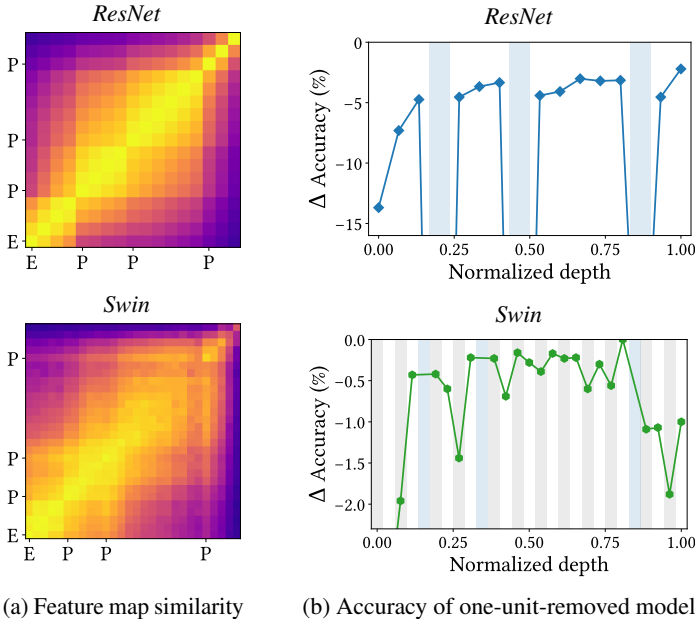 ResNet
P
P
P
E
E P P P
Swin
P
P
P
E
E P P P
(a) Feature map similarity
ResNet
0
−5
−10
−15
Δ Accuracy (%)
0.00 0.25 0.50 0.75 1.00
Normalized depth
Swin
0.0
−0.5
−1.0
−1.5
−2.0
Δ Accuracy (%)
0.00 0.25 0.50 0.75 1.00
Normalized depth
(b) Accuracy of one-unit-removed model